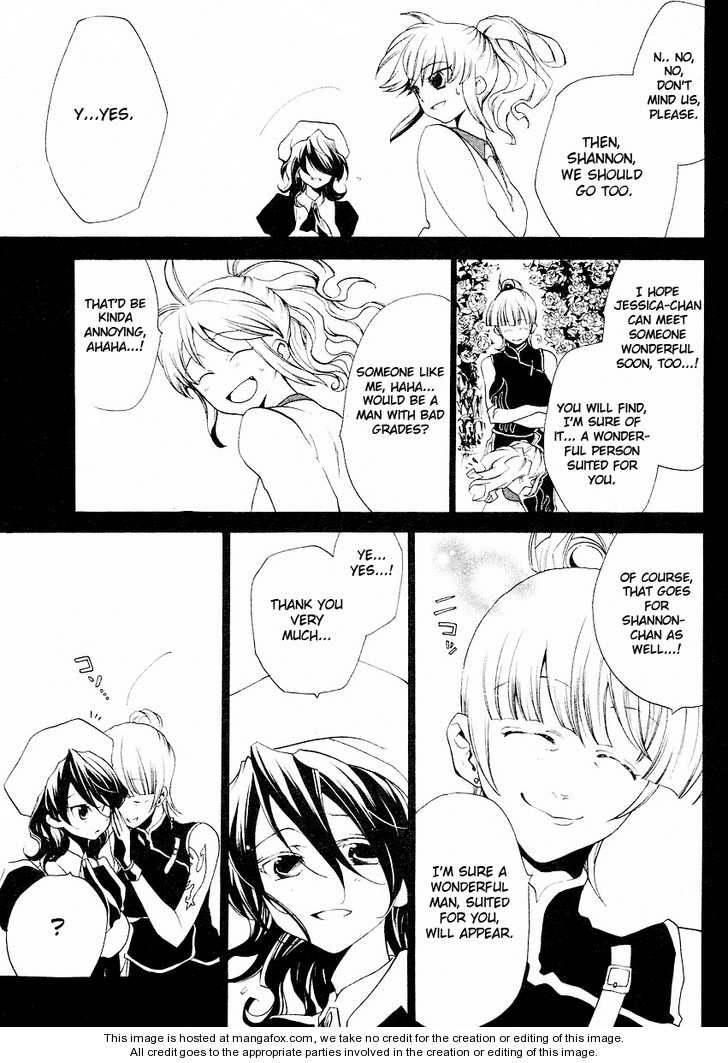 N.. NO,
NO,
DON'T
MIND US,
PLEASE.
THEN,
SHANNON,
WE SHOULD
GO TOO.
Y...YES.
I HOPE
JESSICA-CHAN
CAN MEET
SOMEONE
WONDERFUL
SOON, TOO...!
YOU WILL FIND,
I'M SURE OF
IT... A WONDER-
FUL PERSON
SUITED FOR
YOU.
SOMEONE LIKE
ME, HAHA...
WOULD BE A
MAN WITH BAD
GRADES?
THAT'D BE
KINDA
ANNOYING,
AHAHA...!
OF COURSE,
THAT GOES
FOR
SHANNON-
CHAN AS
WELL...!
ニコ
I'M SURE A
WONDERFUL
MAN, SUITED
FOR YOU,
WILL APPEAR.
YE...
YES...!
THANK YOU
VERY
MUCH...
?
This image is hosted at mangafox.com, we take no credit for the creation or editing of this image.
All credit goes to the appropriate parties involved in the creation or editing of this image.